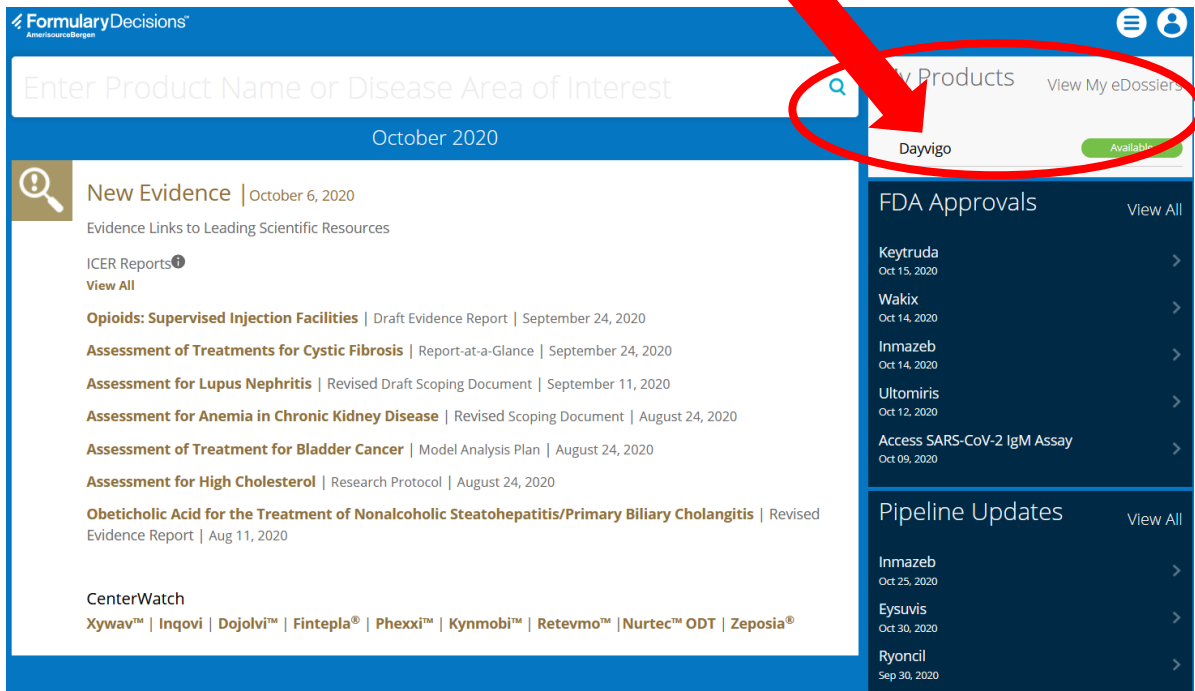 FormularyDecisions™
AmerisourceBergen
Enter Product Name or Disease Area of Interest
October 2020
New Evidence | October 6, 2020
Evidence Links to Leading Scientific Resources
ICER Reports
View All
Opioids: Supervised Injection Facilities | Draft Evidence Report | September 24, 2020
Assessment of Treatments for Cystic Fibrosis | Report-at-a-Glance | September 24, 2020
Assessment for Lupus Nephritis | Revised Draft Scoping Document | September 11, 2020
Assessment for Anemia in Chronic Kidney Disease | Revised Scoping Document | August 24, 2020
Assessment of Treatment for Bladder Cancer | Model Analysis Plan | August 24, 2020
Assessment for High Cholesterol | Research Protocol | August 24, 2020
Obeticholic Acid for the Treatment of Nonalcoholic Steatohepatitis/Primary Biliary Cholangitis | Revised
Evidence Report | Aug 11, 2020
CenterWatch
Xywav™ | Inqovi | Dojolvi™ | Fintepla® | Phexxi™ | Kynmobi™ | Retevmo™ |Nurtec™ ODT | Zeposia®
My Products
View My eDossiers
Dayvigo
Available
FDA Approvals
View All
Keytruda
Oct 15, 2020
Wakix
Oct 14, 2020
Inmazeb
Oct 14, 2020
Ultomiris
Oct 12, 2020
Access SARS-CoV-2 IgM Assay
Oct 09, 2020
Pipeline Updates
View All
Inmazeb
Oct 25, 2020
Eysuvis
Oct 30, 2020
Ryoncil
Sep 30, 2020